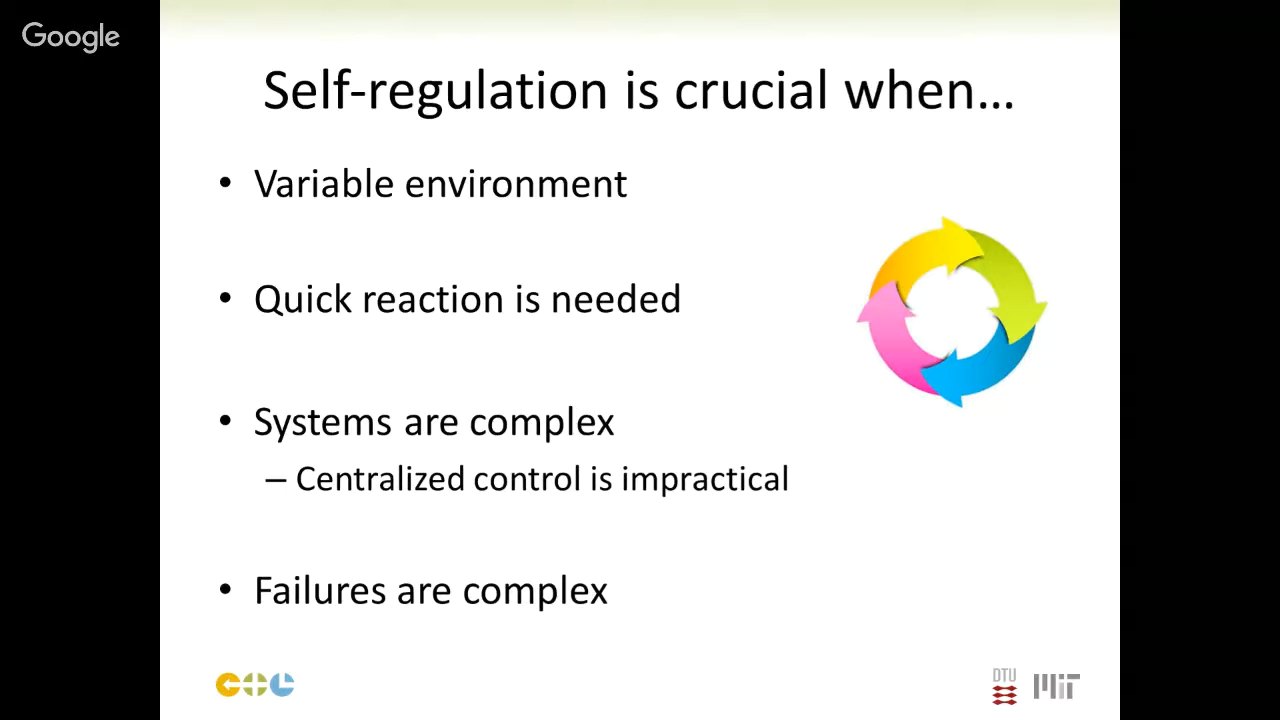 Google
Self-regulation is crucial when…
• Variable environment
• Quick reaction is needed
• Systems are complex
– Centralized control is impractical
• Failures are complex
DTU
MIT